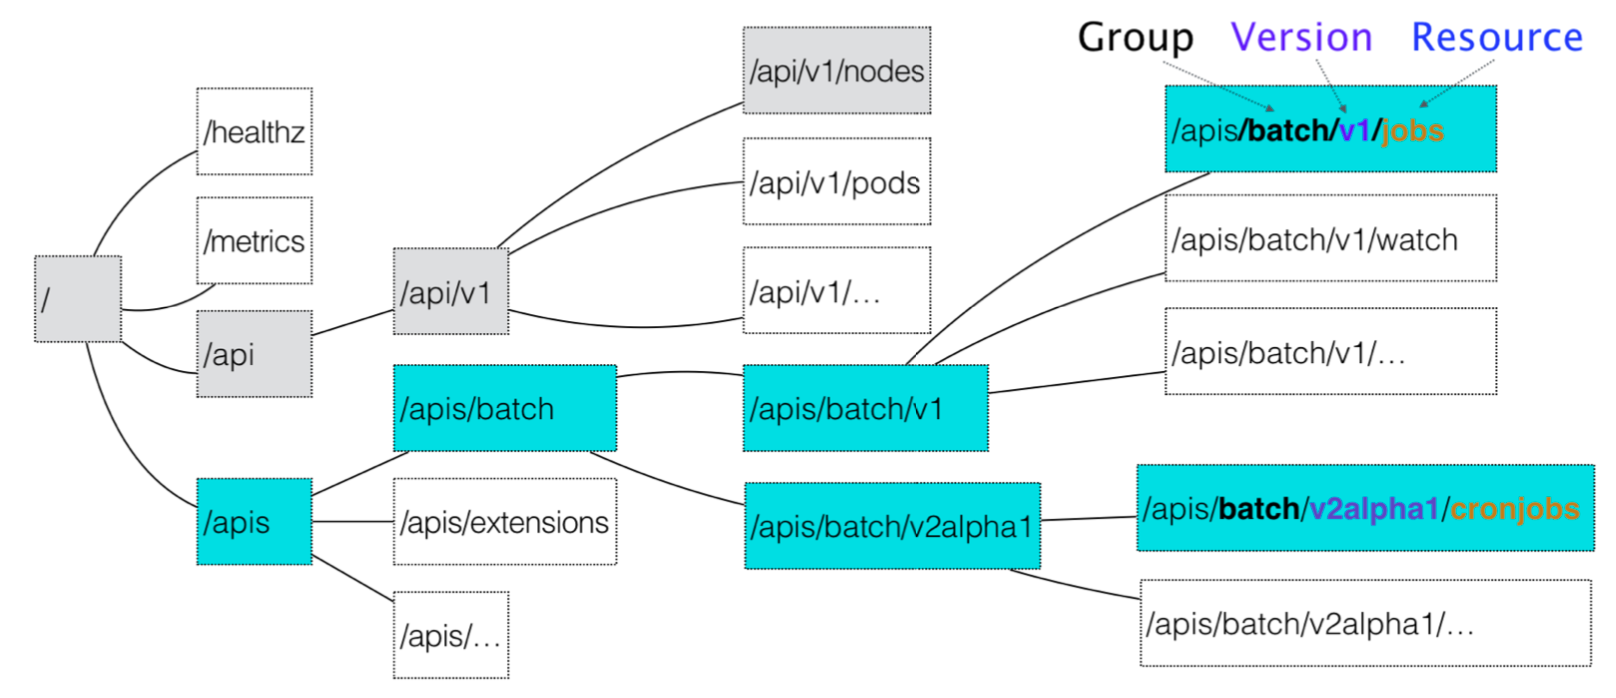 Group Version Resource
/api/v1/nodes
/healthz
/apis/batch/v1/jobs
/api/v1/pods
/metrics
/apis/batch/v1/watch
/
/api/v1
/api/v1/...
/api
/apis/batch/v1/...
/apis/batch
/apis/batch/v1
/apis
/apis/extensions
/apis/batch/v2alpha1
/apis/batch/v2alpha1/cronjobs
/apis/...
/apis/batch/v2alpha1/...